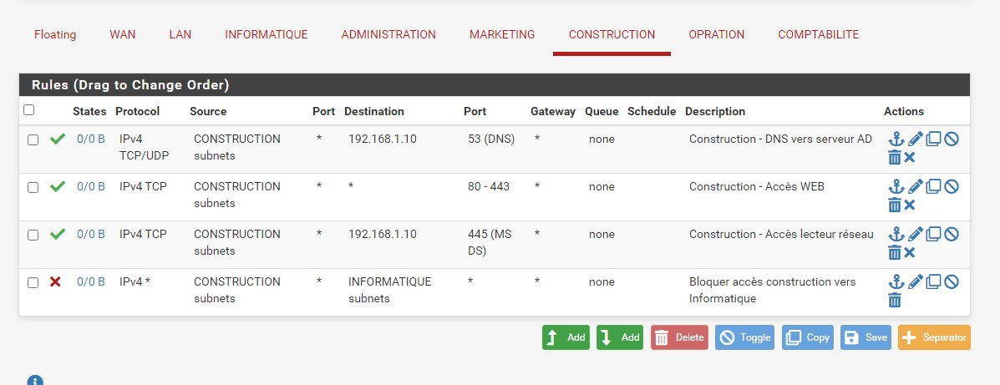 Floating WAN LAN INFORMATIQUE ADMINISTRATION MARKETING CONSTRUCTION OPRATION COMPTABILITE
Rules (Drag to Change Order)
States Protocol Source Port Destination Port Gateway Queue Schedule Description Actions
0/0 B IPv4 CONSTRUCTION * 192.168.1.10 53 (DNS) * none Construction - DNS vers serveur AD
TCP/UDP subnets
0/0 B IPv4 TCP CONSTRUCTION * * 80 - 443 * none Construction - Accès WEB
subnets
0/0 B IPv4 TCP CONSTRUCTION * 192.168.1.10 445 (MS * none Construction - Accès lecteur réseau
subnets DS)
0/0 B IPv4 * CONSTRUCTION * INFORMATIQUE * * none Bloquer accès construction vers
subnets subnets Informatique
Add Add Delete Toggle Copy Save Separator